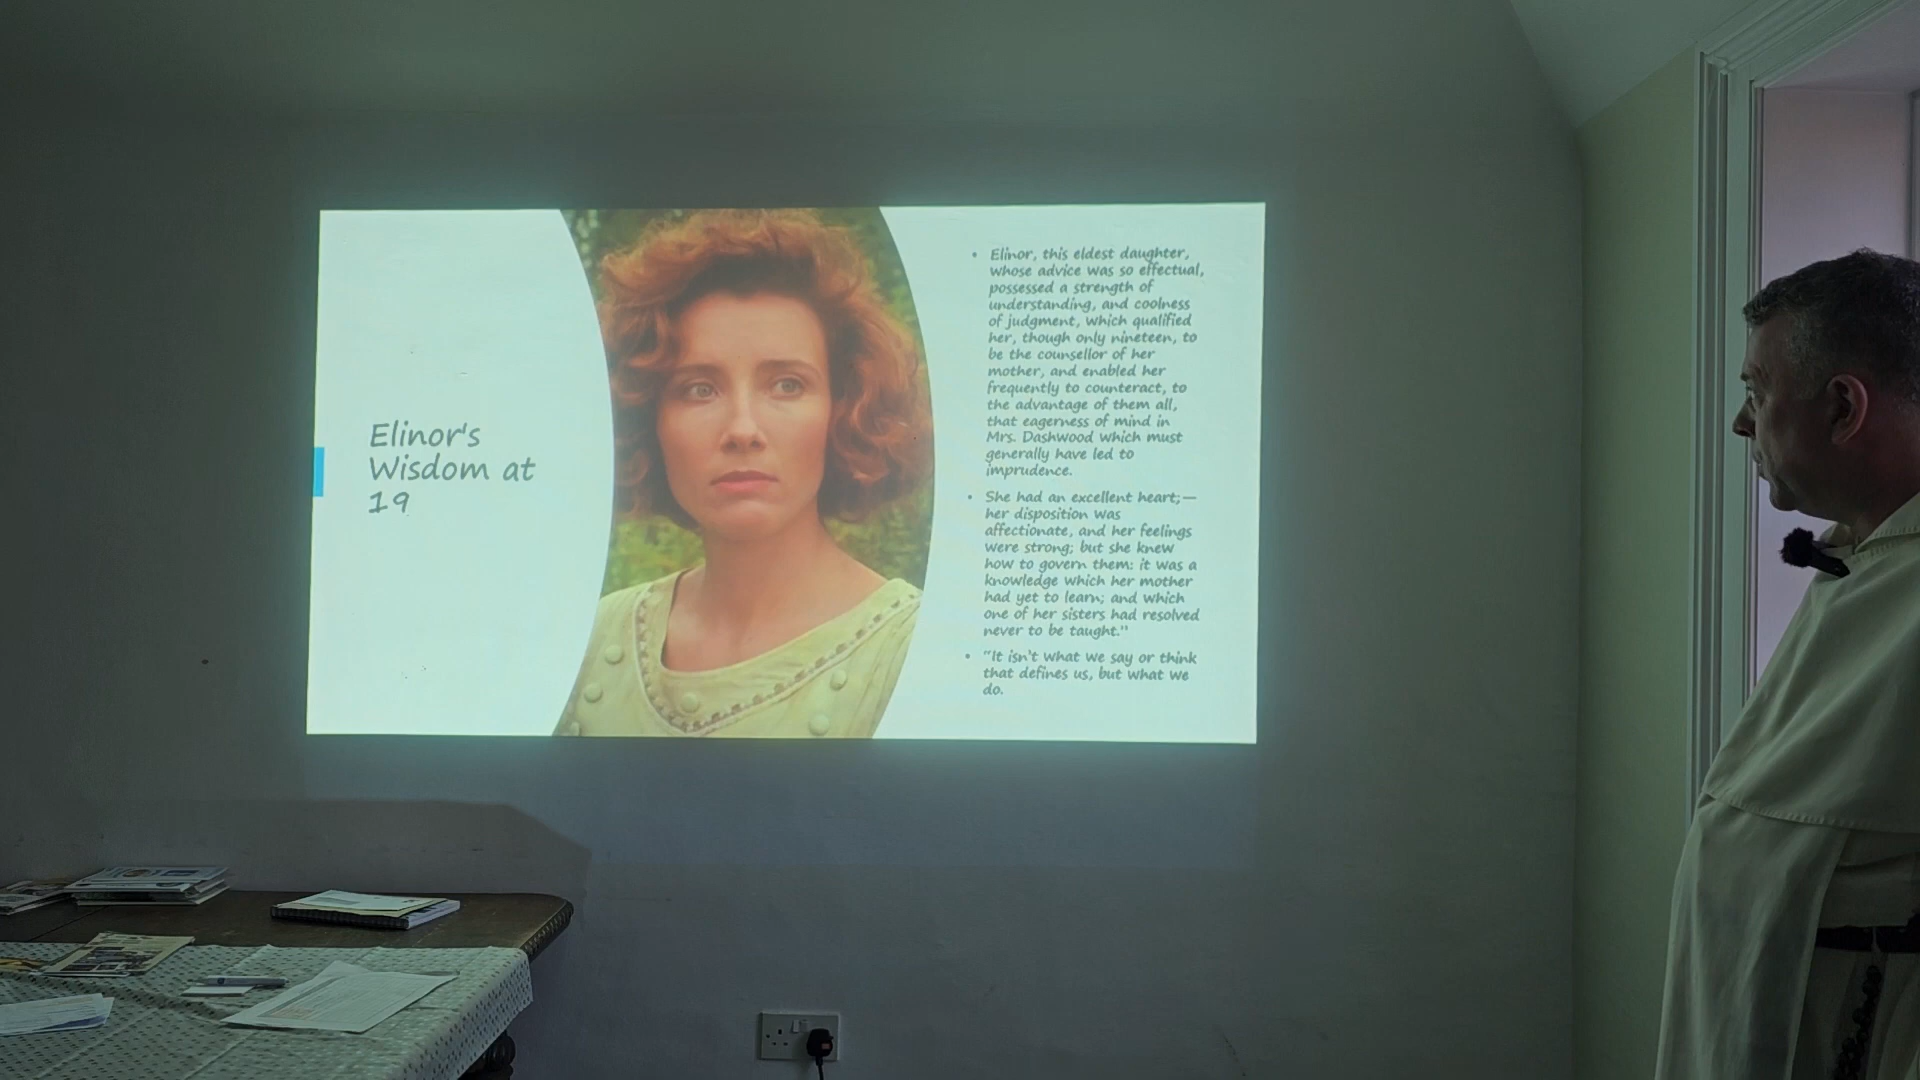 Elinor's
Wisdom at
19
• Elinor, this eldest daughter,
whose advice was so effectual,
possessed a strength of
understanding, and coolness
of judgment, which qualified
her, though only nineteen, to
be the counsellor of her
mother, and enabled her
frequently to counteract, to
the advantage of them all,
that eagerness of mind in
Mrs. Dashwood which must
generally have led to
imprudence.
• She had an excellent heart;—
her disposition was
affectionate, and her feelings
were strong; but she knew
how to govern them: it was a
knowledge which her mother
had yet to learn; and which
one of her sisters had resolved
never to be taught."
• "It isn't what we say or think
that defines us, but what we
do.